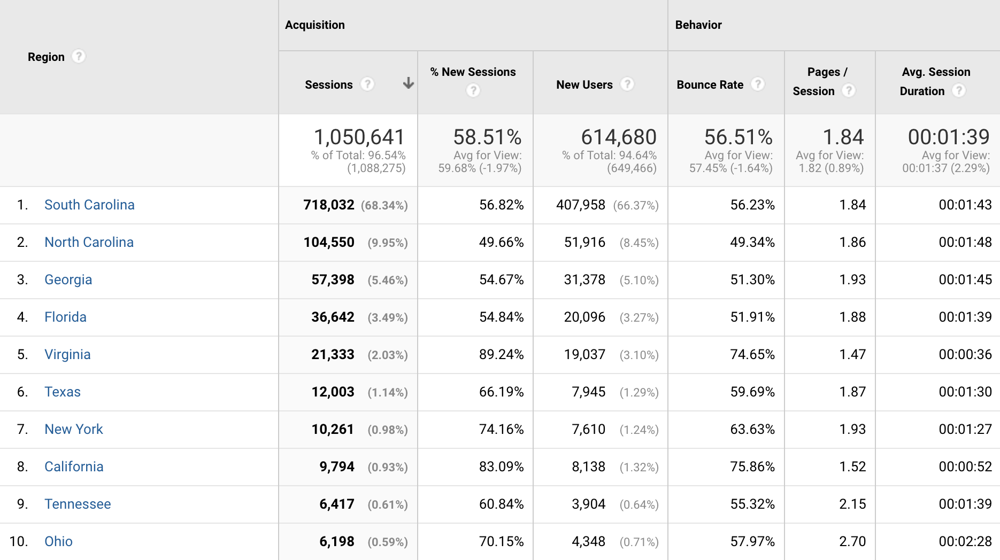 Region ?
Acquisition
Behavior
Sessions ?
% New Sessions
?
New Users ?
Bounce Rate ?
Pages /
Session ?
Avg. Session
Duration ?
1,050,641
% of Total: 96.54%
(1,088,275)
58.51%
Avg for View:
59.68% (-1.97%)
614,680
% of Total: 94.64%
(649,466)
56.51%
Avg for View:
57.45% (-1.64%)
1.84
Avg for View:
1.82 (0.89%)
00:01:39
Avg for View:
00:01:37 (2.29%)
1. South Carolina 718,032 (68.34%) 56.82% 407,958 (66.37%) 56.23% 1.84 00:01:43
2. North Carolina 104,550 (9.95%) 49.66% 51,916 (8.45%) 49.34% 1.86 00:01:48
3. Georgia 57,398 (5.46%) 54.67% 31,378 (5.10%) 51.30% 1.93 00:01:45
4. Florida 36,642 (3.49%) 54.84% 20,096 (3.27%) 51.91% 1.88 00:01:39
5. Virginia 21,333 (2.03%) 89.24% 19,037 (3.10%) 74.65% 1.47 00:00:36
6. Texas 12,003 (1.14%) 66.19% 7,945 (1.29%) 59.69% 1.87 00:01:30
7. New York 10,261 (0.98%) 74.16% 7,610 (1.24%) 63.63% 1.93 00:01:27
8. California 9,794 (0.93%) 83.09% 8,138 (1.32%) 75.86% 1.52 00:00:52
9. Tennessee 6,417 (0.61%) 60.84% 3,904 (0.64%) 55.32% 2.15 00:01:39
10. Ohio 6,198 (0.59%) 70.15% 4,348 (0.71%) 57.97% 2.70 00:02:28